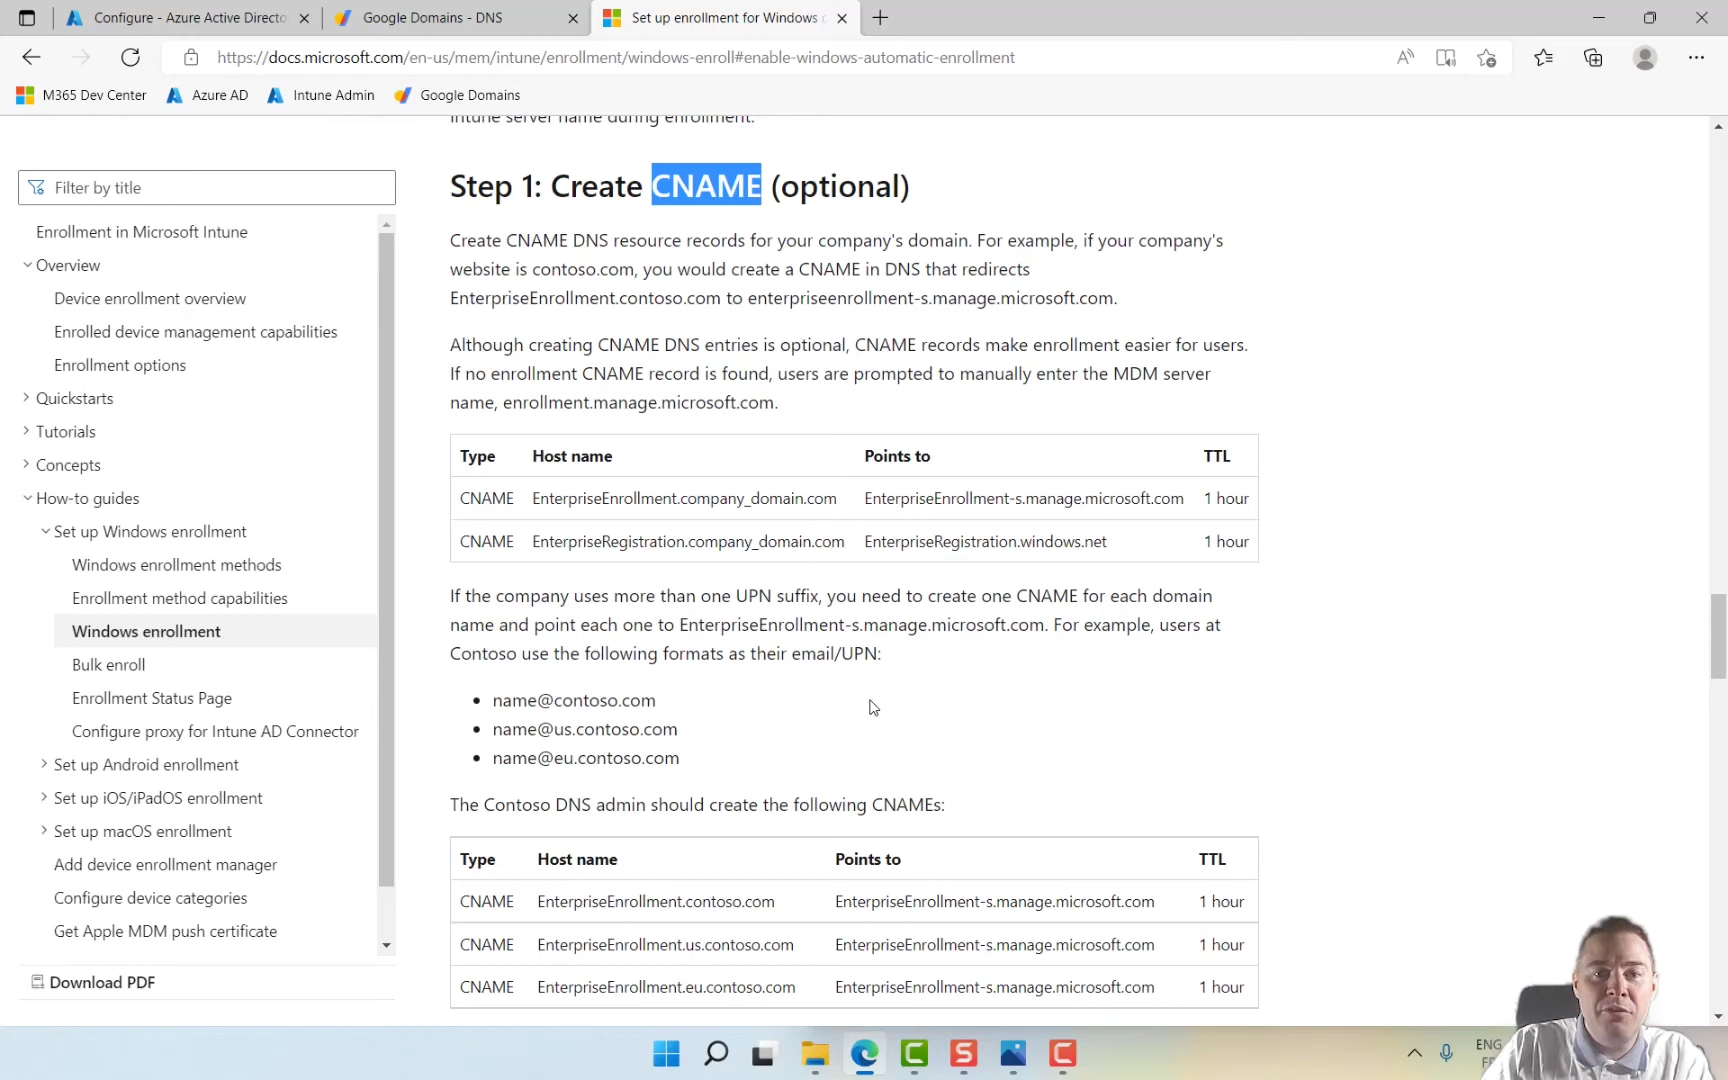 Configure - Azure Active Directo
Google Domains - DNS
Set up enrollment for Windows
https://docs.microsoft.com/en-us/mem/intune/enrollment/windows-enroll#enable-windows-automatic-enrollment
M365 Dev Center
Azure AD
Intune Admin
Google Domains
Intune server name during enrollment.
Filter by title
Enrollment in Microsoft Intune
Overview
Device enrollment overview
Enrolled device management capabilities
Enrollment options
Quickstarts
Tutorials
Concepts
How-to guides
Set up Windows enrollment
Windows enrollment methods
Enrollment method capabilities
Windows enrollment
Bulk enroll
Enrollment Status Page
Configure proxy for Intune AD Connector
Set up Android enrollment
Set up iOS/iPadOS enrollment
Set up macOS enrollment
Add device enrollment manager
Configure device categories
Get Apple MDM push certificate
Download PDF
Step 1: Create CNAME (optional)
Create CNAME DNS resource records for your company's domain. For example, if your company's
website is contoso.com, you would create a CNAME in DNS that redirects
EnterpriseEnrollment.contoso.com to enterpriseenrollment-s.manage.microsoft.com.
Although creating CNAME DNS entries is optional, CNAME records make enrollment easier for users.
If no enrollment CNAME record is found, users are prompted to manually enter the MDM server
name, enrollment.manage.microsoft.com.
Type Host name Points to TTL
CNAME EnterpriseEnrollment.company_domain.com EnterpriseEnrollment-s.manage.microsoft.com 1 hour
CNAME EnterpriseRegistration.company_domain.com EnterpriseRegistration.windows.net 1 hour
If the company uses more than one UPN suffix, you need to create one CNAME for each domain
name and point each one to EnterpriseEnrollment-s.manage.microsoft.com. For example, users at
Contoso use the following formats as their email/UPN:
• name@contoso.com
• name@us.contoso.com
• name@eu.contoso.com
The Contoso DNS admin should create the following CNAMEs:
Type Host name Points to TTL
CNAME EnterpriseEnrollment.contoso.com EnterpriseEnrollment-s.manage.microsoft.com 1 hour
CNAME EnterpriseEnrollment.us.contoso.com EnterpriseEnrollment-s.manage.microsoft.com 1 hour
CNAME EnterpriseEnrollment.eu.contoso.com EnterpriseEnrollment-s.manage.microsoft.com 1 hour
ENG